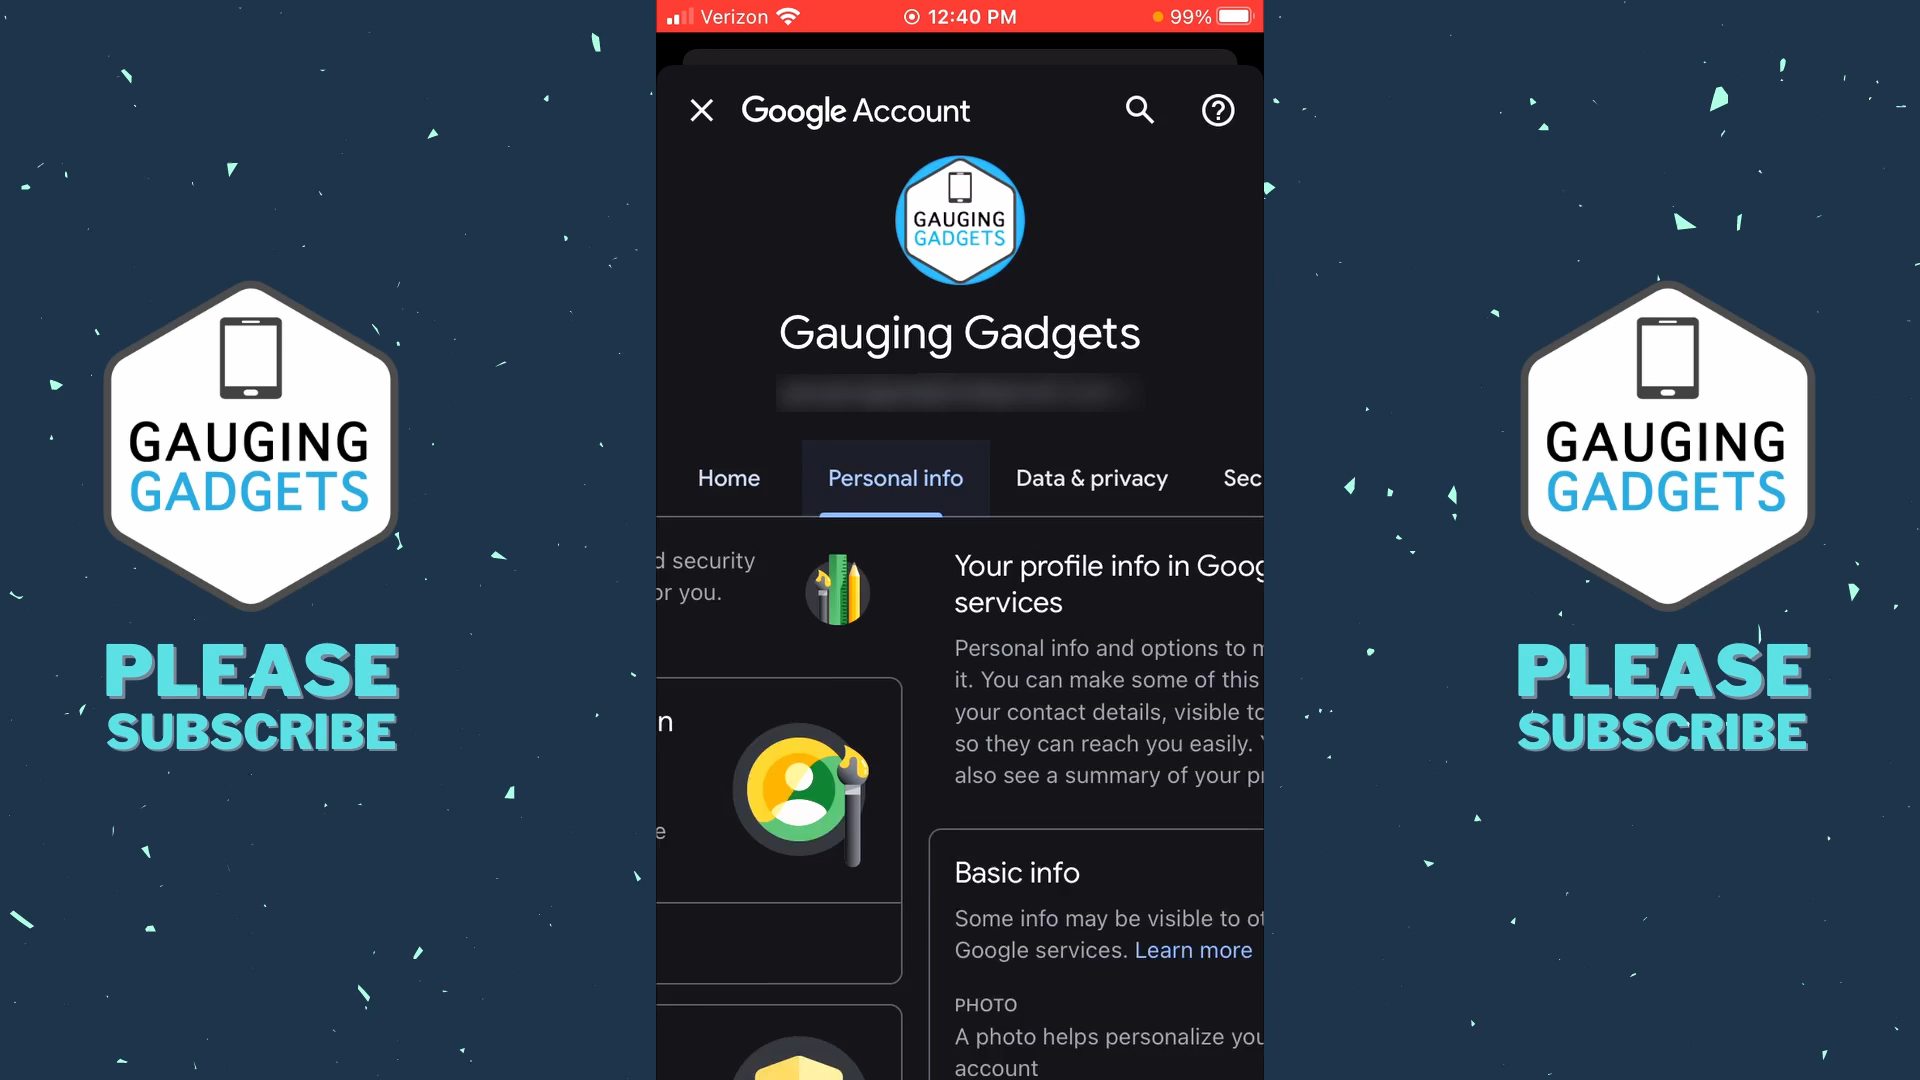 Verizon 12:40 PM 99%
Google Account
GAUGING
GADGETS
Gauging Gadgets
Home Personal info Data & privacy Sec
d security
or you.
Your profile info in Goog
services
Personal info and options to m
it. You can make some of this
your contact details, visible to
so they can reach you easily. Y
also see a summary of your pr
n
e
Basic info
Some info may be visible to ot
Google services. Learn more
PHOTO
A photo helps personalize you
account
GAUGING
GADGETS
PLEASE
SUBSCRIBE
GAUGING
GADGETS
PLEASE
SUBSCRIBE